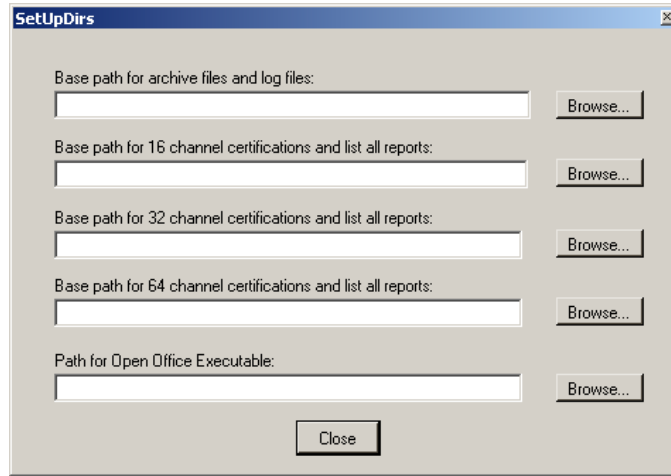 SetUpDirs
Base path for archive files and log files:
Browse...
Base path for 16 channel certifications and list all reports:
Browse...
Base path for 32 channel certifications and list all reports:
Browse...
Base path for 64 channel certifications and list all reports:
Browse...
Path for Open Office Executable:
Browse...
Close